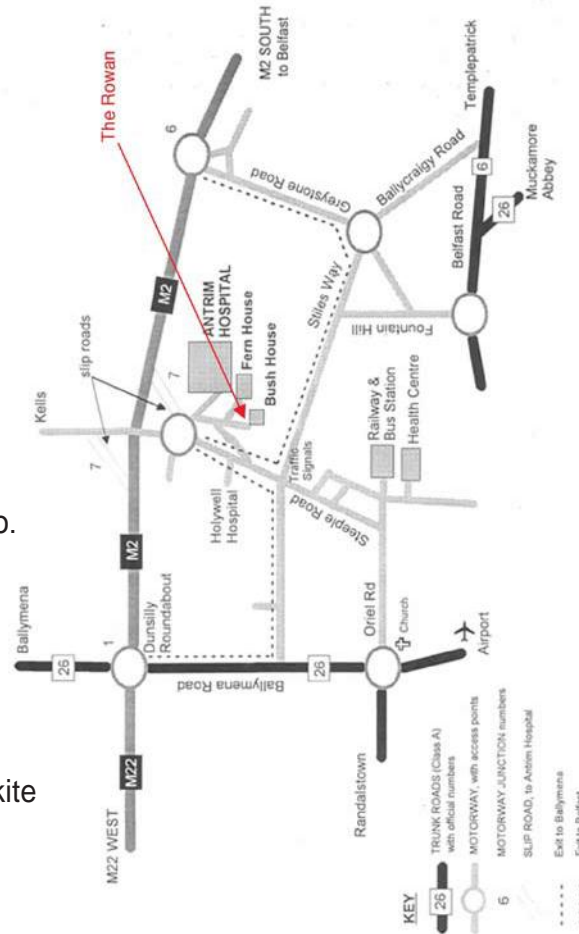 o.
kite
The Rowan
M2 SOUTH
to Belfast
6
Greystone Road
Ballycraigy Road
Templepatrick
6
Belfast Road
26
Muckamore
Abbey
M2
slip roads
7
ANTRIM
HOSPITAL
Fern House
Bush House
Stiles Way
Fountain Hill
Kells
7
Holywell
Hospital
Traffic
Signals
Railway &
Bus Station
Health Centre
Steeple Road
M2
Ballymena
26
1
Dunsilly
Roundabout
Ballymena Road
26
Oriel Rd
Church
Airport
M22
M22 WEST
Randalstown
KEY
26
TRUNK ROADS (Class A)
with official numbers
MOTORWAY, with access points
6
MOTORWAY JUNCTION numbers
SLIP ROAD, to Antrim Hospital
Exit to Ballymena